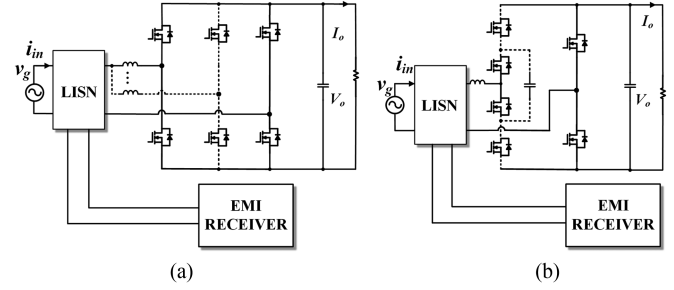 i_in
v_g
LISN
I_o
V_o
EMI
RECEIVER
(a)
i_in
v_g
LISN
I_o
V_o
EMI
RECEIVER
(b)